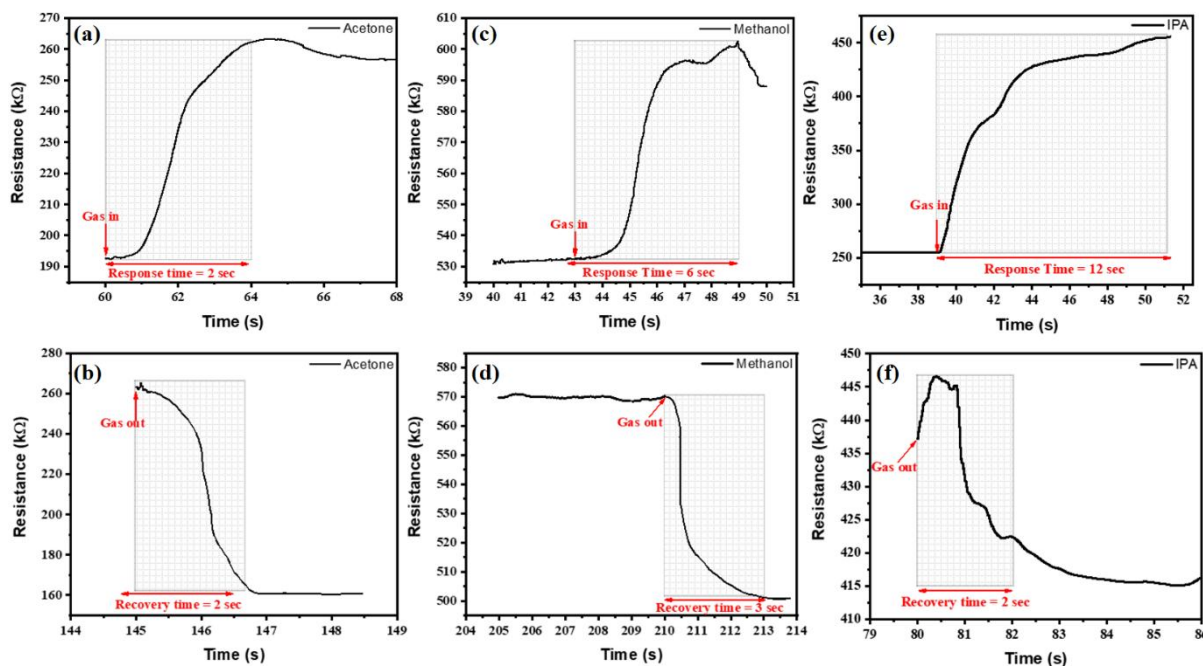 (a)
Acetone
270
260
250
240
230
220
210
200
190
Resistance (kΩ)
Gas in
Response time = 2 sec
60 62 64 66 68
Time (s)
(c)
Methanol
610
600
590
580
570
560
550
540
530
Resistance (kΩ)
Gas in
Response Time = 6 sec
39 40 41 42 43 44 45 46 47 48 49 50 51
Time (s)
(e)
IPA
450
400
350
300
250
Resistance (kΩ)
Gas in
Response Time = 12 sec
36 38 40 42 44 46 48 50 52
Time (s)
(b)
Acetone
280
260
240
220
200
180
160
Resistance (kΩ)
Gas out
Recovery time = 2 sec
144 145 146 147 148 149
Time (s)
(d)
Methanol
580
570
560
550
540
530
520
510
500
Resistance (kΩ)
Gas out
Recovery time = 3 sec
204 205 206 207 208 209 210 211 212 213 214
Time (s)
(f)
IPA
450
445
440
435
430
425
420
415
410
Resistance (kΩ)
Gas out
Recovery time = 2 sec
79 80 81 82 83 84 85
Time (s)